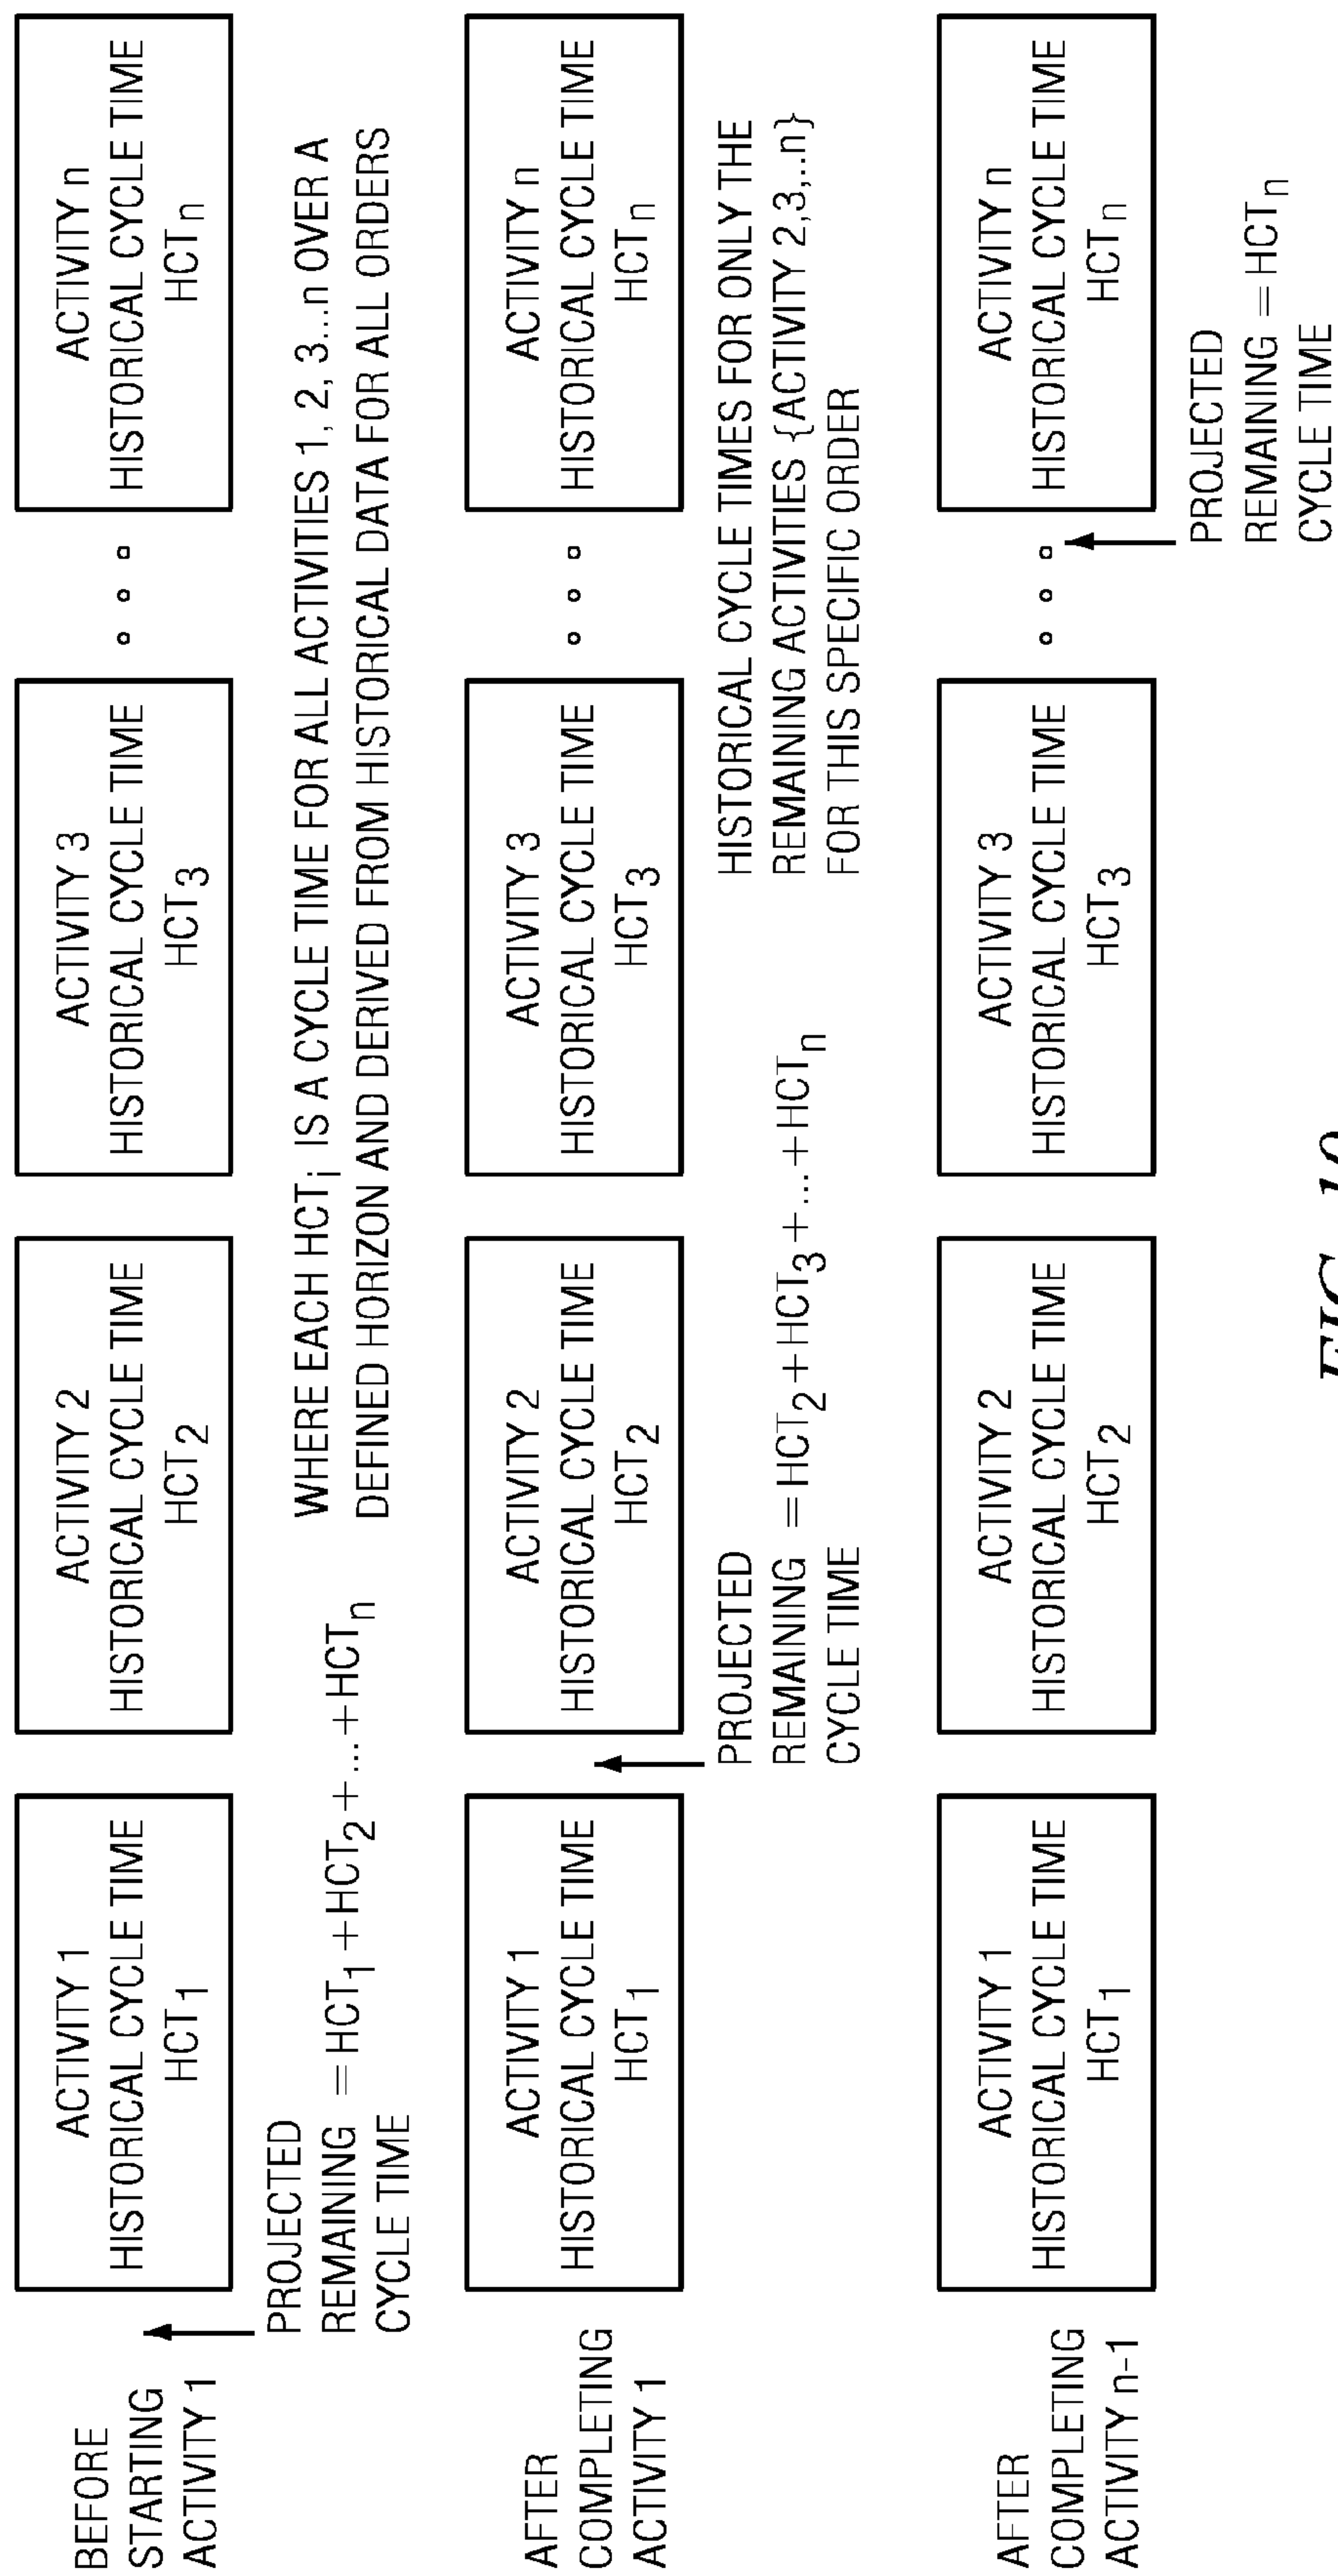 BEFORE
STARTING
ACTIVITY 1
ACTIVITY 1
HISTORICAL CYCLE TIME
HCT1
ACTIVITY 2
HISTORICAL CYCLE TIME
HCT2
ACTIVITY 3
HISTORICAL CYCLE TIME
HCT3
ACTIVITY n
HISTORICAL CYCLE TIME
HCTn
PROJECTED
REMAINING = HCT1 + HCT2 + ... + HCTn
CYCLE TIME
WHERE EACH HCTi IS A CYCLE TIME FOR ALL ACTIVITIES 1, 2, 3...n OVER A
DEFINED HORIZON AND DERIVED FROM HISTORICAL DATA FOR ALL ORDERS
AFTER
COMPLETING
ACTIVITY 1
ACTIVITY 1
HISTORICAL CYCLE TIME
HCT1
ACTIVITY 2
HISTORICAL CYCLE TIME
HCT2
ACTIVITY 3
HISTORICAL CYCLE TIME
HCT3
ACTIVITY n
HISTORICAL CYCLE TIME
HCTn
PROJECTED
REMAINING = HCT2 + HCT3 + ... + HCTn
CYCLE TIME
HISTORICAL CYCLE TIMES FOR ONLY THE
REMAINING ACTIVITIES {ACTIVITY 2,3,..n}
FOR THIS SPECIFIC ORDER
AFTER
COMPLETING
ACTIVITY n-1
ACTIVITY 1
HISTORICAL CYCLE TIME
HCT1
ACTIVITY 2
HISTORICAL CYCLE TIME
HCT2
ACTIVITY 3
HISTORICAL CYCLE TIME
HCT3
ACTIVITY n
HISTORICAL CYCLE TIME
HCTn
PROJECTED
REMAINING = HCTn
CYCLE TIME
FIG.